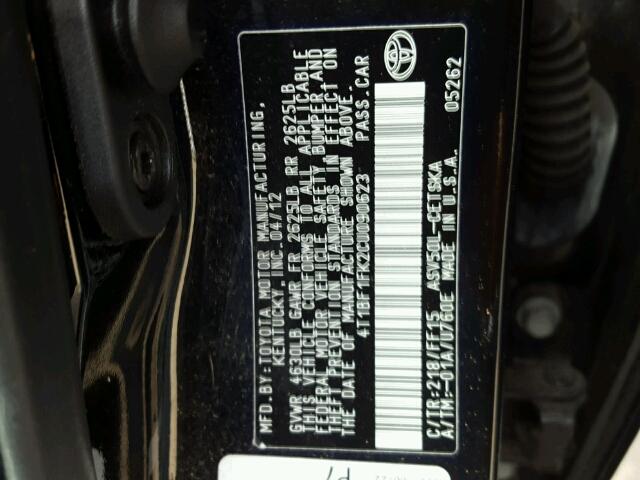 MFD.BY:TOYOTA MOTOR MANUFACTURING,
KENTUCKY, INC. 04/12
GVWR 4630LB GAWR FR 2625LB RR 2625LB
THIS VEHICLE CONFORMS TO ALL APPLICABLE
FEDERAL MOTOR VEHICLE SAFETY, BUMPER, AND
THEFT PREVENTION STANDARDS IN EFFECT ON
THE DATE OF MANUFACTURE SHOWN ABOVE.
4T1BF1FK2CU090623 PASS.CAR
C/TR:218/FF15 ASV50L-CETSKA
A/TM:-01A/U760E MADE IN U.S.A. 05262
P7